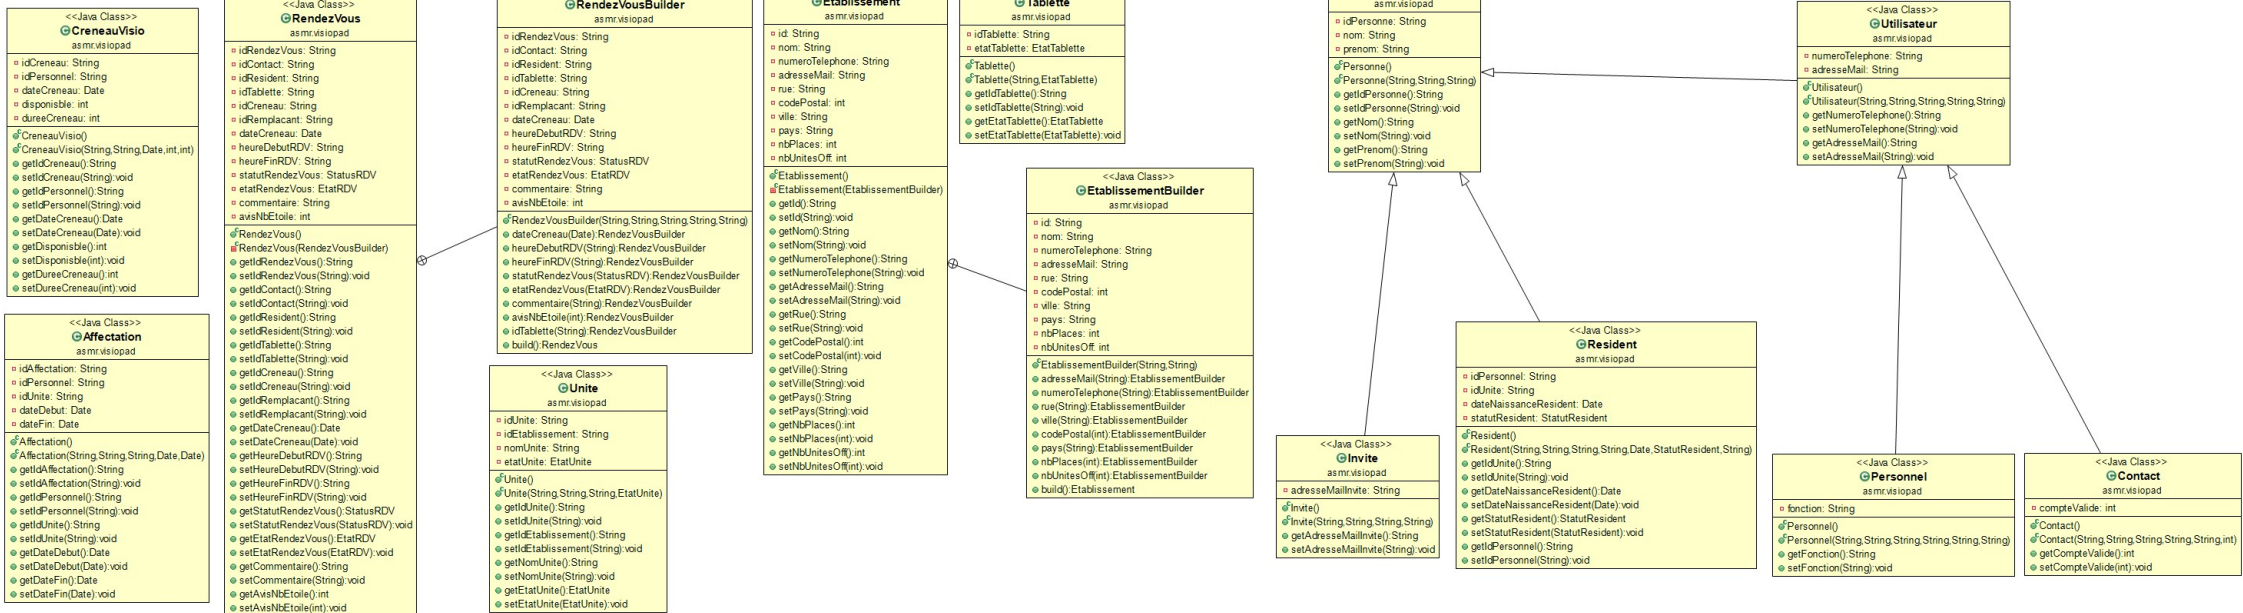 <<Java Class>>
CreneauVisio
asmr.visiopad
idCreneau: String
idPersonnel: String
dateCreneau: Date
disponisble: int
dureeCreneau: int
CreneauVisio()
CreneauVisio(String,String,Date,int,int)
getIdCreneau():String
setIdCreneau(String):void
getIdPersonnel():String
setIdPersonnel(String):void
getDateCreneau():Date
setDateCreneau(Date):void
getDisponisble():int
setDisponisble(int):void
getDureeCreneau():int
setDureeCreneau(int):void
<<Java Class>>
Affectation
asmr.visiopad
idAffectation: String
idPersonnel: String
idUnite: String
dateDebut: Date
dateFin: Date
Affectation()
Affectation(String,String,String,Date,Date)
getIdAffectation():String
setIdAffectation(String):void
getIdPersonnel():String
setIdPersonnel(String):void
getIdUnite():String
setIdUnite(String):void
getDateDebut():Date
setDateDebut(Date):void
getDateFin():Date
setDateFin(Date):void
<<Java Class>>
RendezVous
asmr.visiopad
idRendezVous: String
idContact: String
idResident: String
idTablette: String
idCreneau: String
idRemplacant: String
dateCreneau: Date
heureDebutRDV: String
heureFinRDV: String
statutRendezVous: StatusRDV
etatRendezVous: EtatRDV
commentaire: String
avisNbEtoile: int
RendezVous()
RendezVous(RendezVousBuilder)
getIdRendezVous():String
setIdRendezVous(String):void
getIdContact():String
setIdContact(String):void
getIdResident():String
setIdResident(String):void
getIdTablette():String
setIdTablette(String):void
getIdCreneau():String
setIdCreneau(String):void
getIdRemplacant():String
setIdRemplacant(String):void
getDateCreneau():Date
setDateCreneau(Date):void
getHeureDebutRDV():String
setHeureDebutRDV(String):void
getHeureFinRDV():String
setHeureFinRDV(String):void
getStatutRendezVous():StatusRDV
setStatutRendezVous(StatusRDV):void
getEtatRendezVous():EtatRDV
setEtatRendezVous(EtatRDV):void
getCommentaire():String
setCommentaire(String):void
getAvisNbEtoile():int
setAvisNbEtoile(int):void
RendezVousBuilder
asmr.visiopad
idRendezVous: String
idContact: String
idResident: String
idTablette: String
idCreneau: String
idRemplacant: String
dateCreneau: Date
heureDebutRDV: String
heureFinRDV: String
statutRendezVous: StatusRDV
etatRendezVous: EtatRDV
commentaire: String
avisNbEtoile: int
RendezVousBuilder(String,String,String,String,String)
dateCreneau(Date):RendezVousBuilder
heureDebutRDV(String):RendezVousBuilder
heureFinRDV(String):RendezVousBuilder
statutRendezVous(StatusRDV):RendezVousBuilder
etatRendezVous(EtatRDV):RendezVousBuilder
commentaire(String):RendezVousBuilder
avisNbEtoile(int):RendezVousBuilder
idTablette(String):RendezVousBuilder
build():RendezVous
<<Java Class>>
Unite
asmr.visiopad
idUnite: String
idEtablissement: String
nomUnite: String
etatUnite: EtatUnite
Unite()
Unite(String,String,String,EtatUnite)
getIdUnite():String
setIdUnite(String):void
getIdEtablissement():String
setIdEtablissement(String):void
getNomUnite():String
setNomUnite(String):void
getEtatUnite():EtatUnite
setEtatUnite(EtatUnite):void
Etablissement
asmr.visiopad
id: String
nom: String
numeroTelephone: String
adresseMail: String
rue: String
codePostal: int
ville: String
pays: String
nbPlaces: int
nbUnitesOff: int
Etablissement()
Etablissement(EtablissementBuilder)
getId():String
setId(String):void
getNom():String
setNom(String):void
getNumeroTelephone():String
setNumeroTelephone(String):void
getAdresseMail():String
setAdresseMail(String):void
getRue():String
setRue(String):void
getCodePostal():int
setCodePostal(int):void
getVille():String
setVille(String):void
getPays():String
setPays(String):void
getNbPlaces():int
setNbPlaces(int):void
getNbUnitesOff():int
setNbUnitesOff(int):void
Tablette
asmr.visiopad
idTablette: String
etatTablette: EtatTablette
Tablette()
Tablette(String,EtatTablette)
getIdTablette():String
setIdTablette(String):void
getEtatTablette():EtatTablette
setEtatTablette(EtatTablette):void
<<Java Class>>
EtablissementBuilder
asmr.visiopad
id: String
nom: String
numeroTelephone: String
adresseMail: String
rue: String
codePostal: int
ville: String
pays: String
nbPlaces: int
nbUnitesOff: int
EtablissementBuilder(String,String)
adresseMail(String):EtablissementBuilder
numeroTelephone(String):EtablissementBuilder
rue(String):EtablissementBuilder
ville(String):EtablissementBuilder
codePostal(int):EtablissementBuilder
pays(String):EtablissementBuilder
nbPlaces(int):EtablissementBuilder
nbUnitesOff(int):EtablissementBuilder
build():Etablissement
asmr.visiopad
idPersonne: String
nom: String
prenom: String
Personne()
Personne(String,String,String)
getIdPersonne():String
setIdPersonne(String):void
getNom():String
setNom(String):void
getPrenom():String
setPrenom(String):void
<<Java Class>>
Utilisateur
asmr.visiopad
numeroTelephone: String
adresseMail: String
Utilisateur()
Utilisateur(String,String,String,String,String)
getNumeroTelephone():String
setNumeroTelephone(String):void
getAdresseMail():String
setAdresseMail(String):void
<<Java Class>>
Invite
asmr.visiopad
adresseMailInvite: String
Invite()
Invite(String,String,String,String)
getAdresseMailInvite():String
setAdresseMailInvite(String):void
<<Java Class>>
Resident
asmr.visiopad
idPersonnel: String
idUnite: String
dateNaissanceResident: Date
statutResident: StatutResident
Resident()
Resident(String,String,String,String,Date,StatutResident,String)
getIdUnite():String
setIdUnite(String):void
getDateNaissanceResident():Date
setDateNaissanceResident(Date):void
getStatutResident():StatutResident
setStatutResident(StatutResident):void
getIdPersonnel():String
setIdPersonnel(String):void
<<Java Class>>
Personnel
asmr.visiopad
fonction: String
Personnel()
Personnel(String,String,String,String,String,String)
getFonction():String
setFonction(String):void
<<Java Class>>
Contact
asmr.visiopad
compteValide: int
Contact()
Contact(String,String,String,String,String,int)
getCompteValide():int
setCompteValide(int):void